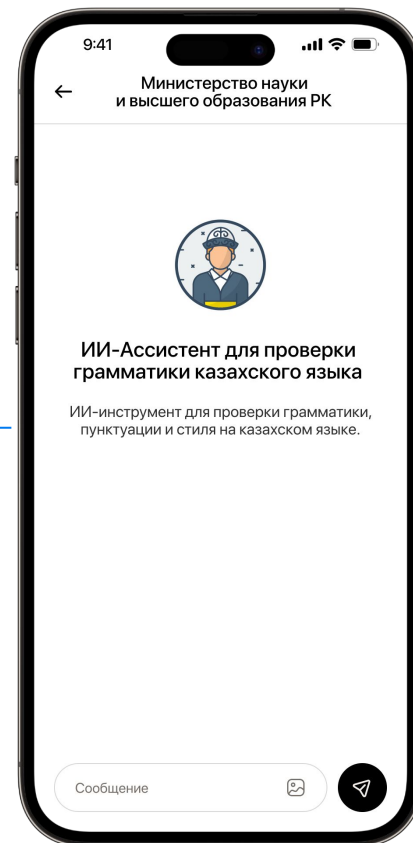 9:41
Министерство науки
и высшего образования РК
ИИ-Ассистент для проверки
грамматики казахского языка
ИИ-инструмент для проверки грамматики,
пунктуации и стиля на казахском языке.
Сообщение